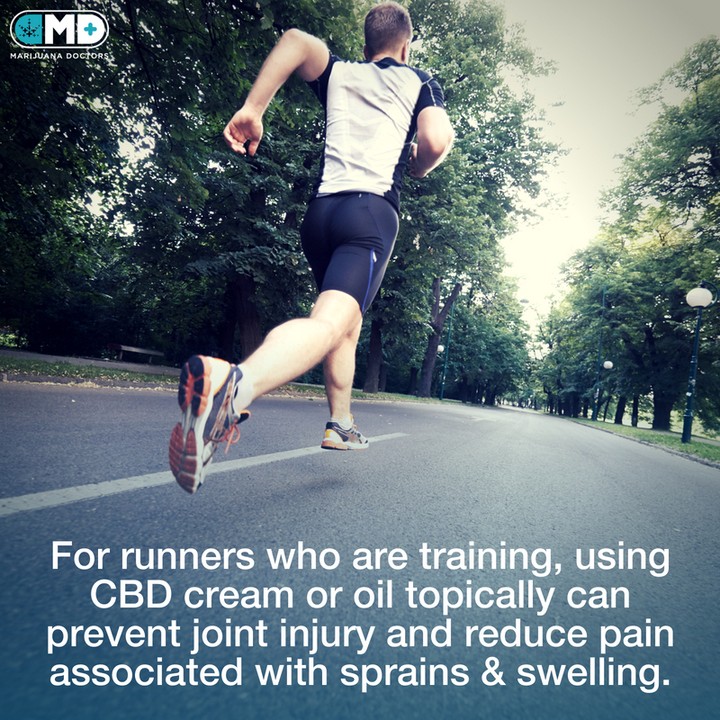 MD
MARIJUANA DOCTORS
For runners who are training, using
CBD cream or oil topically can
prevent joint injury and reduce pain
associated with sprains & swelling.